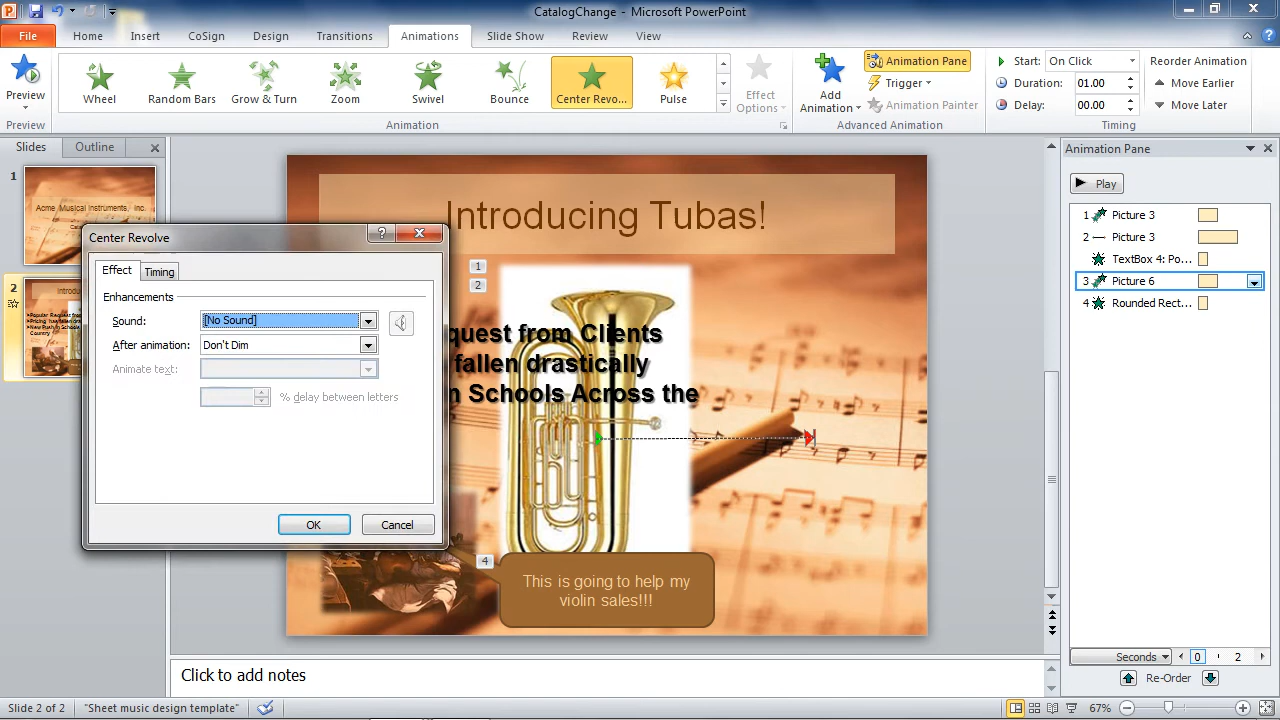 CatalogChange - Microsoft PowerPoint
File Home Insert CoSign Design Transitions Animations Slide Show Review View
Preview
Wheel Random Bars Grow & Turn Zoom Swivel Bounce Center Revo... Pulse
Effect Options
Add Animation
Animation Pane
Trigger
Animation Painter
Start: On Click
Duration: 01.00
Delay: 00.00
Reorder Animation
Move Earlier
Move Later
Preview Animation Advanced Animation Timing
Slides Outline
1
Acme Musical Instruments, Inc.
2
Center Revolve
Effect Timing
Enhancements
Sound: [No Sound]
After animation: Don't Dim
Animate text:
% delay between letters
OK Cancel
Introducing Tubas!
1
2
quest from Clients
fallen drastically
n Schools Across the
4
This is going to help my
violin sales!!!
Click to add notes
Animation Pane
Play
1 Picture 3
2 Picture 3
TextBox 4: Po...
3 Picture 6
4 Rounded Rect...
Seconds 0 2
Re-Order
Slide 2 of 2 "Sheet music design template" 67%